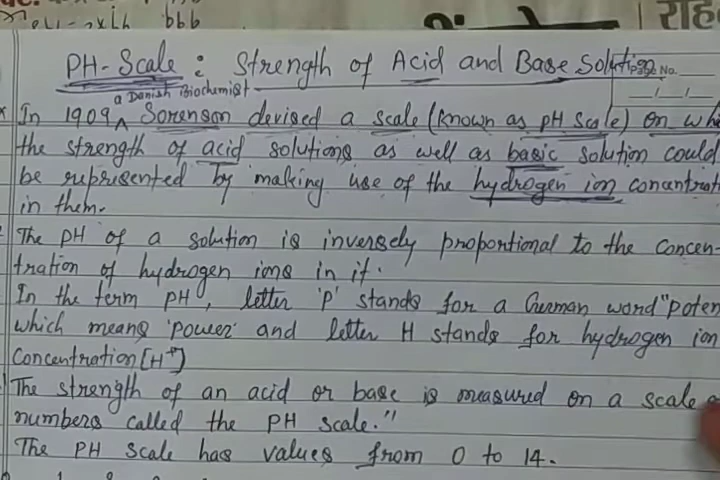 bbb
राह
PH-Scale: Strength of Acid and Base Solution
Page No.
a Danish Biochemist
In 1909 ^ Sorenson devised a scale (Known as pH Scale) on
the strength of acid solutions as well as basic solution could
be represented by making use of the hydrogen ion
in them.
The PH of a solution is inversely proportional to the concen-
tration of hydrogen ions in it.
In the term PH, letter 'P' stands for a German word "Poten
which means 'power' and letter H stands for hydrogen ion
Concentration [H+]
The strength of an acid or base is measured on a scale
numbers called the PH scale."
The PH Scale has values from 0 to 14.